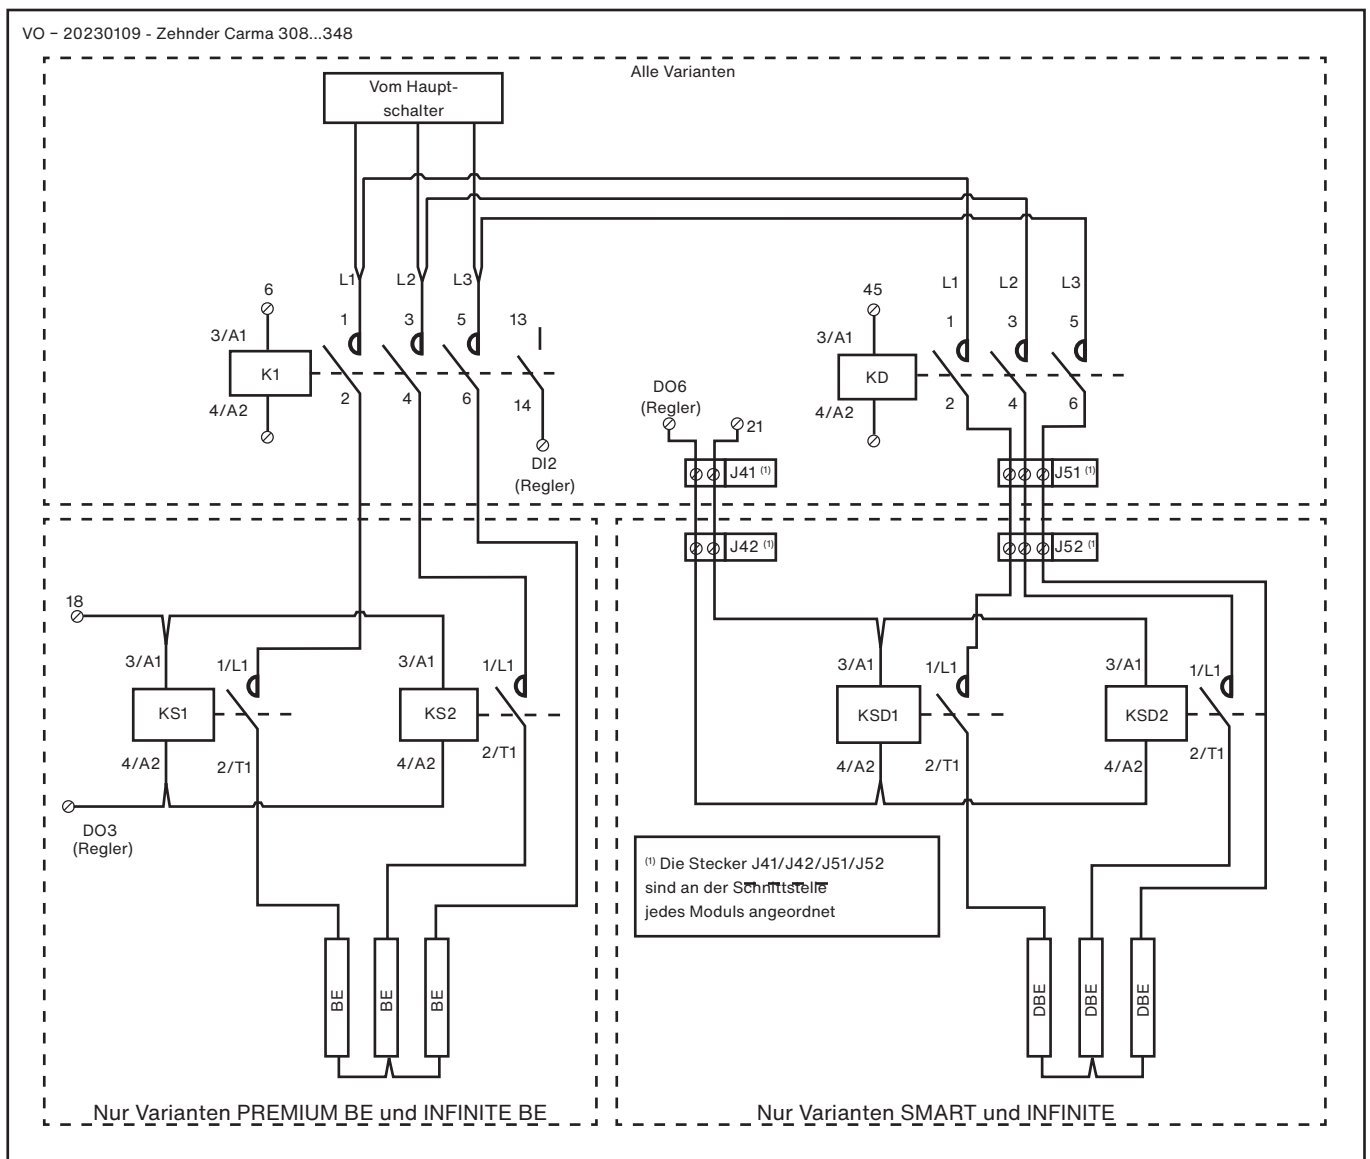 VO – 20230109 - Zehnder Carma 308...348
Alle Varianten
Vom Haupt-
schalter
L1
L2
L3
L1
L2
L3
6
1
3
5
13
3/A1
K1
4/A2
2
4
6
14
DI2
(Regler)
45
1
3
5
3/A1
KD
4/A2
2
4
6
DO6
(Regler)
21
J41 (1)
J51 (1)
J42 (1)
J52 (1
18
3/A1
1/L1
KS1
4/A2
2/T1
3/A1
1/L1
KS2
4/A2
2/T1
DO3
(Regler)
3/A1
1/L1
KSD1
4/A2
2/T1
3/A1
1/L1
KSD2
4/A2
2/T1
(1) Die Stecker J41/J42/J51/J52
sind an der Schnittstelle
jedes Moduls angeordnet
BE
BE
BE
DBE
DBE
DBE
Nur Varianten PREMIUM BE und INFINITE BE
Nur Varianten SMART und INFINITE